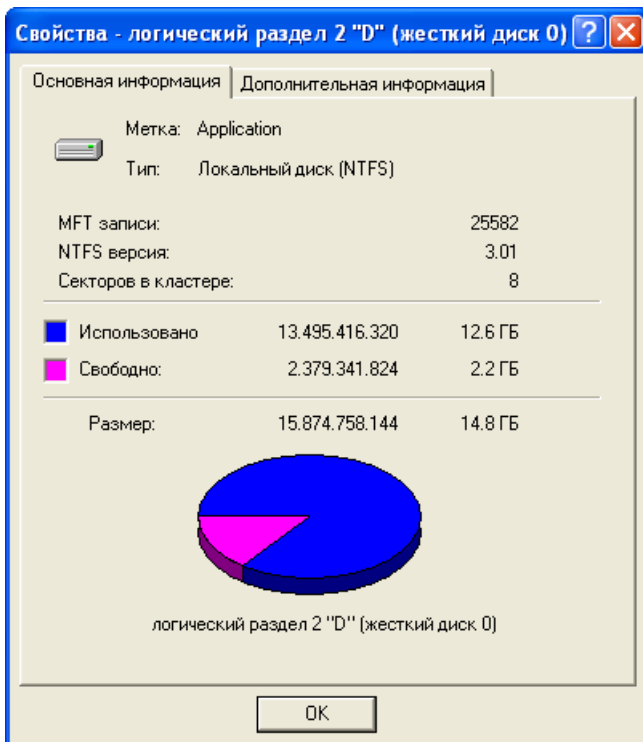 Свойства - логический раздел 2 "D" (жесткий диск 0)
Основная информация Дополнительная информация
Метка: Application
Тип: Локальный диск (NTFS)
MFT записи: 25582
NTFS версия: 3.01
Секторов в кластере: 8
Использовано 13.495.416.320 12.6 ГБ
Свободно: 2.379.341.824 2.2 ГБ
Размер: 15.874.758.144 14.8 ГБ
логический раздел 2 "D" (жесткий диск 0)
OK